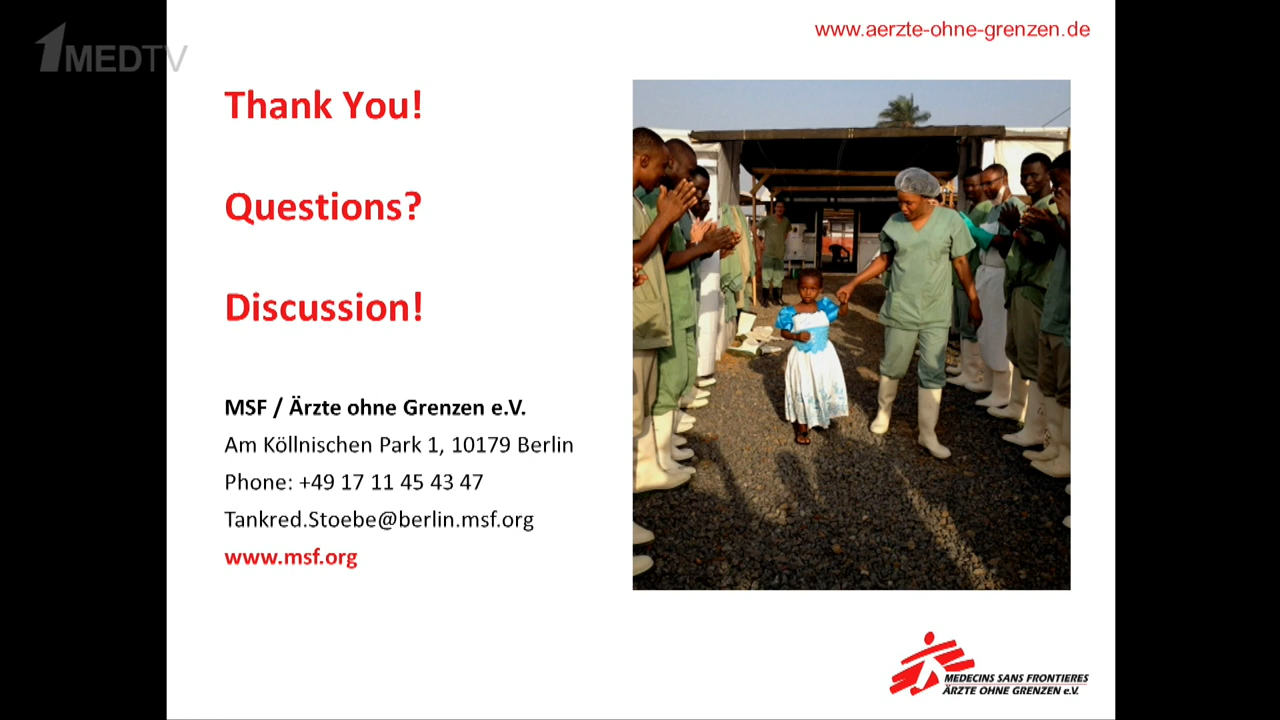 1MEDTV
www.aerzte-ohne-grenzen.de
Thank You!
Questions?
Discussion!
MSF / Ärzte ohne Grenzen e.V.
Am Köllnischen Park 1, 10179 Berlin
Phone: +49 17 11 45 43 47
Tankred.Stoebe@berlin.msf.org
www.msf.org
MEDECINS SANS FRONTIERES
ÄRZTE OHNE GRENZEN e.V.